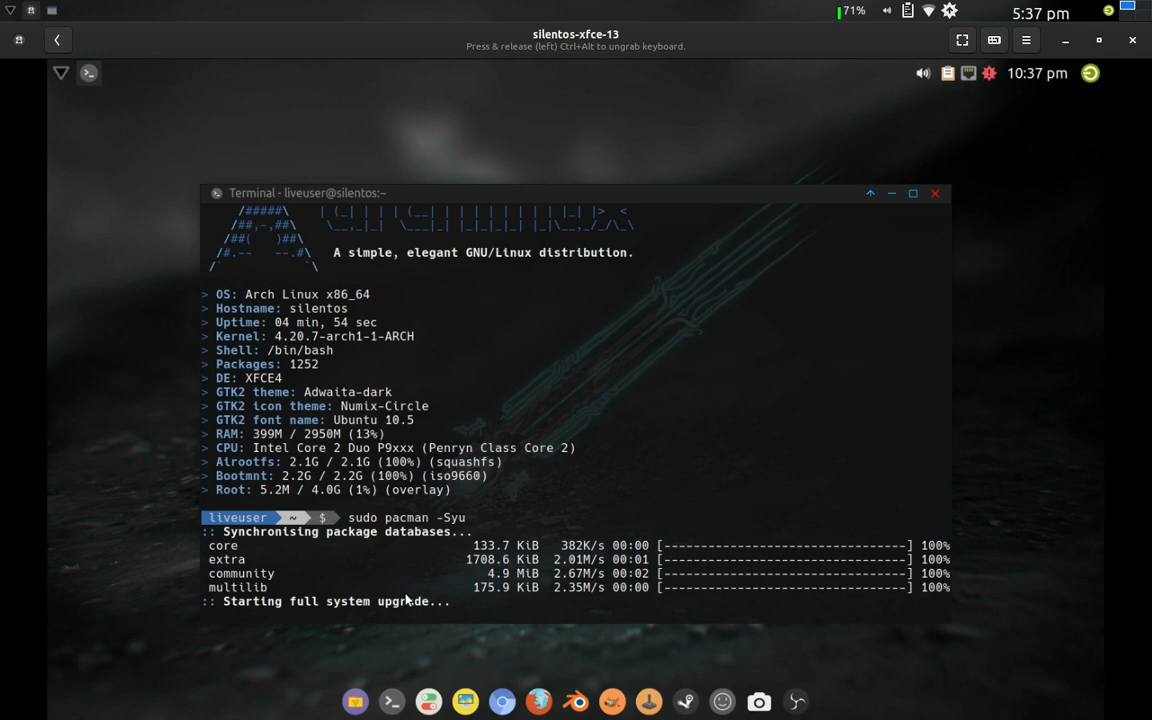 71%
5:37 pm
silentos-xfce-13
Press & release (left) Ctrl+Alt to ungrab keyboard.
10:37 pm
Terminal - liveuser@silentos:~
A simple, elegant GNU/Linux distribution.
> OS: Arch Linux x86_64
> Hostname: silentos
> Uptime: 04 min, 54 sec
> Kernel: 4.20.7-arch1-1-ARCH
> Shell: /bin/bash
> Packages: 1252
> DE: XFCE4
> GTK2 theme: Adwaita-dark
> GTK2 icon theme: Numix-Circle
> GTK2 font name: Ubuntu 10.5
> RAM: 399M / 2950M (13%)
> CPU: Intel Core 2 Duo P9xxx (Penryn Class Core 2)
> Airootfs: 2.1G / 2.1G (100%) (squashfs)
> Bootmnt: 2.2G / 2.2G (100%) (iso9660)
> Root: 5.2M / 4.0G (1%) (overlay)
liveuser ~ $ sudo pacman -Syu
:: Synchronising package databases...
core 133.7 KiB 382K/s 00:00 [---------------------------------] 100%
extra 1708.6 KiB 2.01M/s 00:01 [---------------------------------] 100%
community 4.9 MiB 2.67M/s 00:02 [---------------------------------] 100%
multilib 175.9 KiB 2.35M/s 00:00 [---------------------------------] 100%
:: Starting full system upgrade...